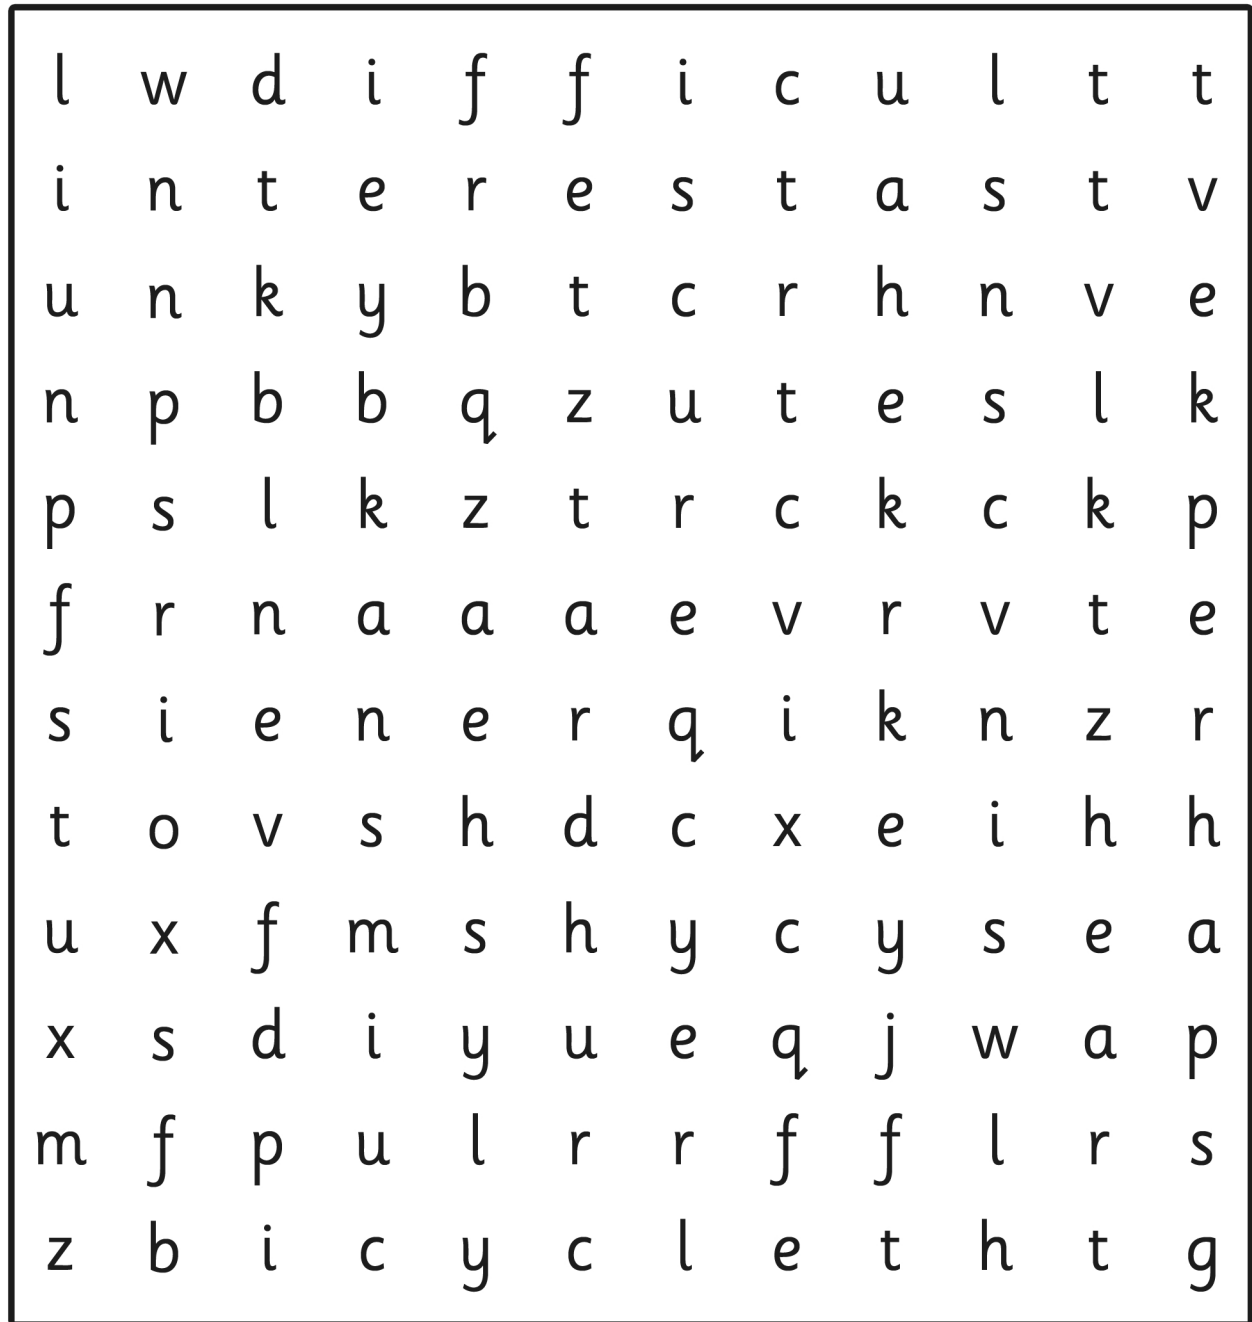 l w d i f f i c u l t t
i n t e r e s t a s t v
u n k y b t c r h n v e
n p b b q z u t e s l k
p s l k z t r c k c k p
f r n a a a e v r v t e
s i e n e r q i k n z r
t o v s h d c x e i h h
u x f m s h y c y s e a
x s d i y u e q j w a p
m f p u l r r f f l r s
z b i c y c l e t h t g